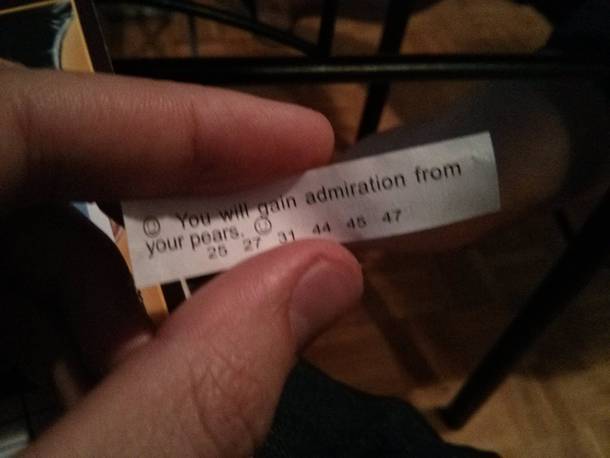 ☺ You will gain admiration from
your pears. ☺
25 27 31 44 45 47